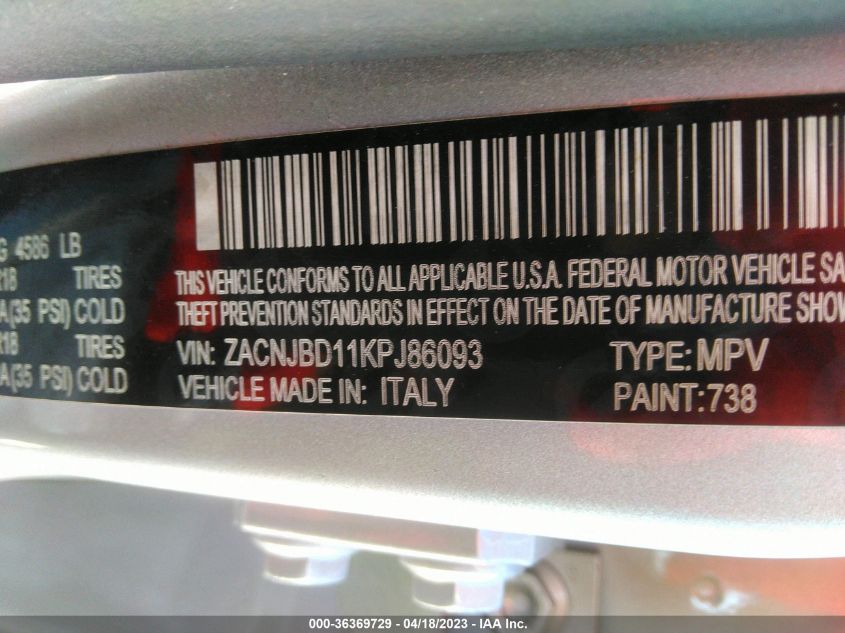 G 4586 LB
R18 TIRES
A(35 PSI) COLD
R18 TIRES
A(35 PSI) COLD
THIS VEHICLE CONFORMS TO ALL APPLICABLE U.S.A. FEDERAL MOTOR VEHICLE SA
THEFT PREVENTION STANDARDS IN EFFECT ON THE DATE OF MANUFACTURE SHOW
VIN: ZACNJBD11KPJ86093 TYPE: MPV
VEHICLE MADE IN: ITALY PAINT:738
000-36369729 - 04/18/2023 - IAA Inc.